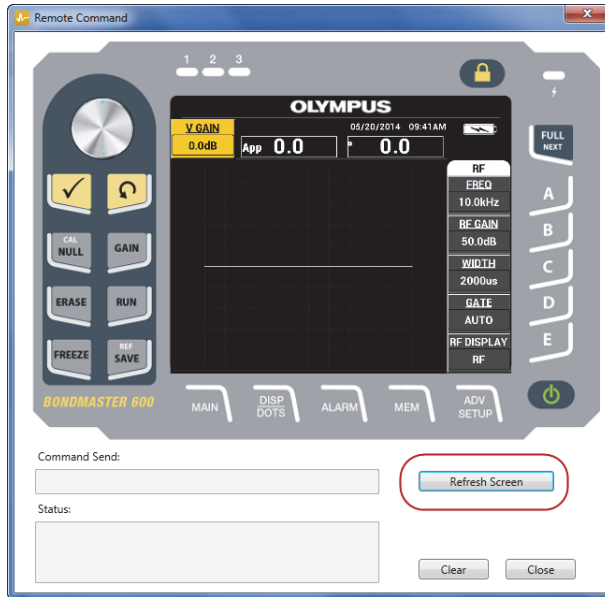 Remote Command
1 2 3
OLYMPUS
V GAIN
0.0dB
05/20/2014 09:41AM
App 0.0
P 0.0
FULL
NEXT
RF
FREQ
10.0kHz
RF GAIN
50.0dB
WIDTH
2000us
GATE
AUTO
RF DISPLAY
RF
A
B
C
D
E
CAL
NULL
GAIN
ERASE
RUN
FREEZE
REF
SAVE
BONDMASTER 600
MAIN
DISP
DOTS
ALARM
MEM
ADV
SETUP
Command Send:
Refresh Screen
Status:
Clear
Close